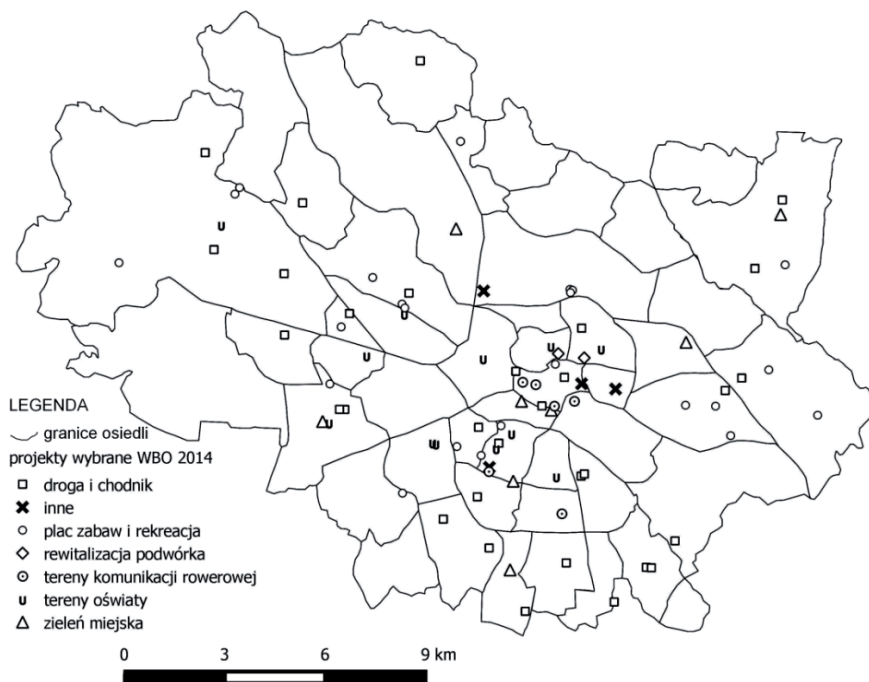 LEGENDA
granice osiedli
projekty wybrane WBO 2014
droga i chodnik
inne
plac zabaw i rekreacja
rewitalizacja podwórka
tereny komunikacji rowerowej
tereny oświaty
zieleń miejska
0 3 6 9 km